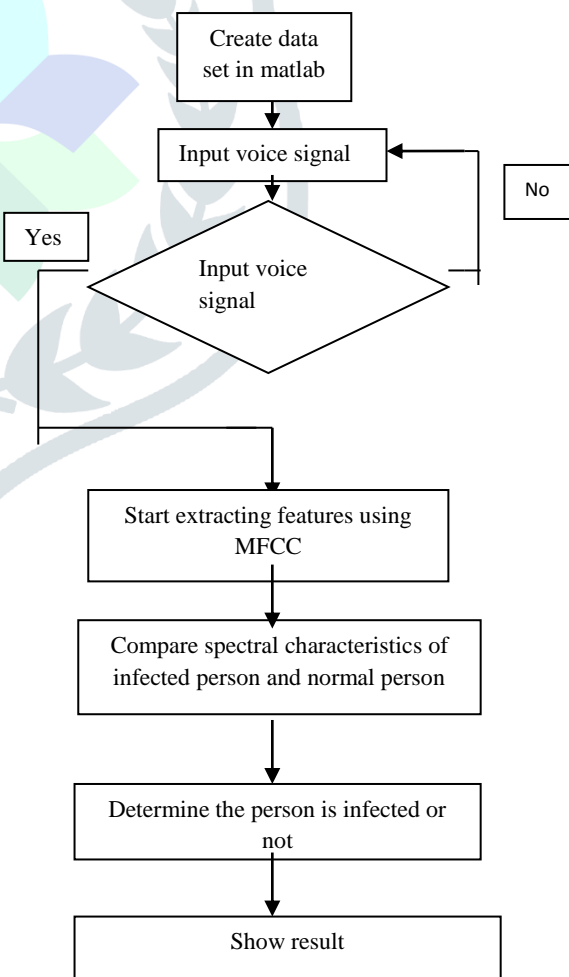 Create data
set in matlab
Input voice signal
No
Yes
Input voice
signal
Start extracting features using
MFCC
Compare spectral characteristics of
infected person and normal person
Determine the person is infected or
not
Show result